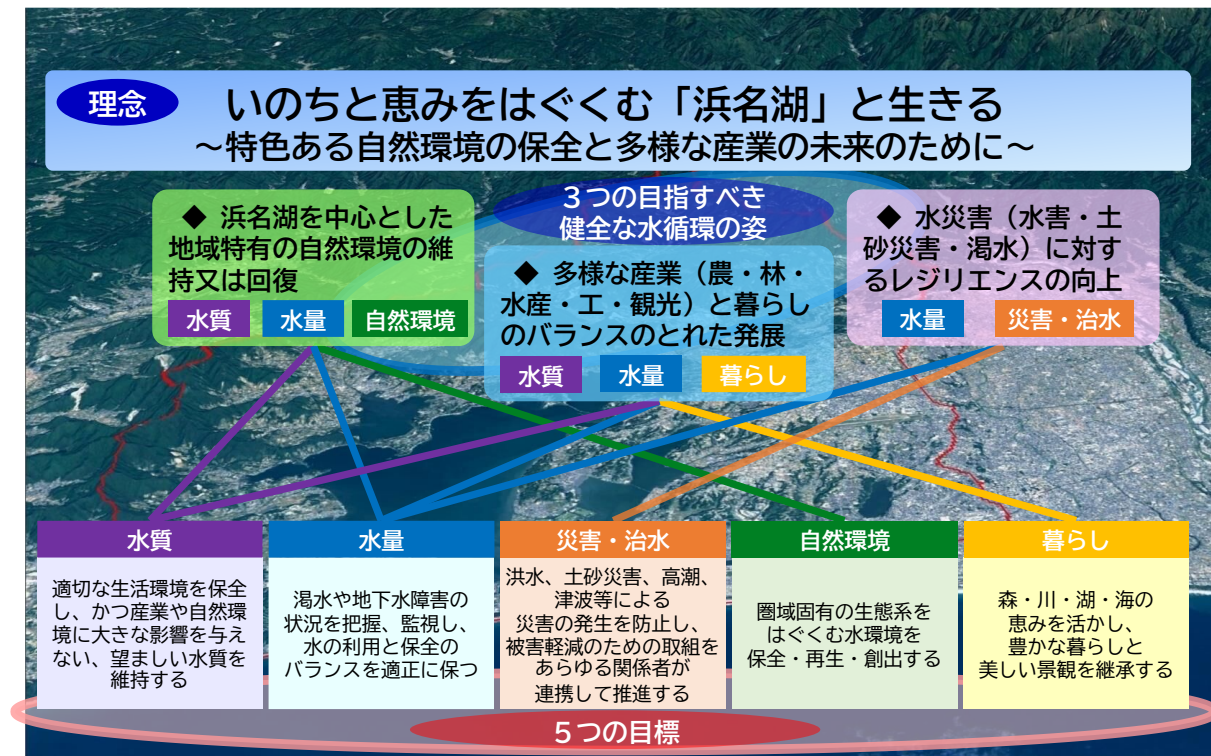 理念
いのちと恵みをはぐくむ「浜名湖」と生きる
～特色ある自然環境の保全と多様な産業の未来のために～
３つの目指すべき
健全な水循環の姿
◆ 浜名湖を中心とした
地域特有の自然環境の維
持又は回復
水質 水量 自然環境
◆ 多様な産業（農・林・
水産・工・観光）と暮らし
のバランスのとれた発展
水質 水量 暮らし
◆ 水災害（水害・土
砂災害・渇水）に対す
るレジリエンスの向上
水量 災害・治水
水質
適切な生活環境を保全
し、かつ産業や自然環
境に大きな影響を与え
ない、望ましい水質を
維持する
水量
渇水や地下水障害の
状況を把握、監視し、
水の利用と保全の
バランスを適正に保つ
災害・治水
洪水、土砂災害、高潮、
津波等による
災害の発生を防止し、
被害軽減のための取組を
あらゆる関係者が
連携して推進する
自然環境
圏域固有の生態系を
はぐくむ水環境を
保全・再生・創出する
暮らし
森・川・湖・海の
恵みを活かし、
豊かな暮らしと
美しい景観を継承する
５つの目標